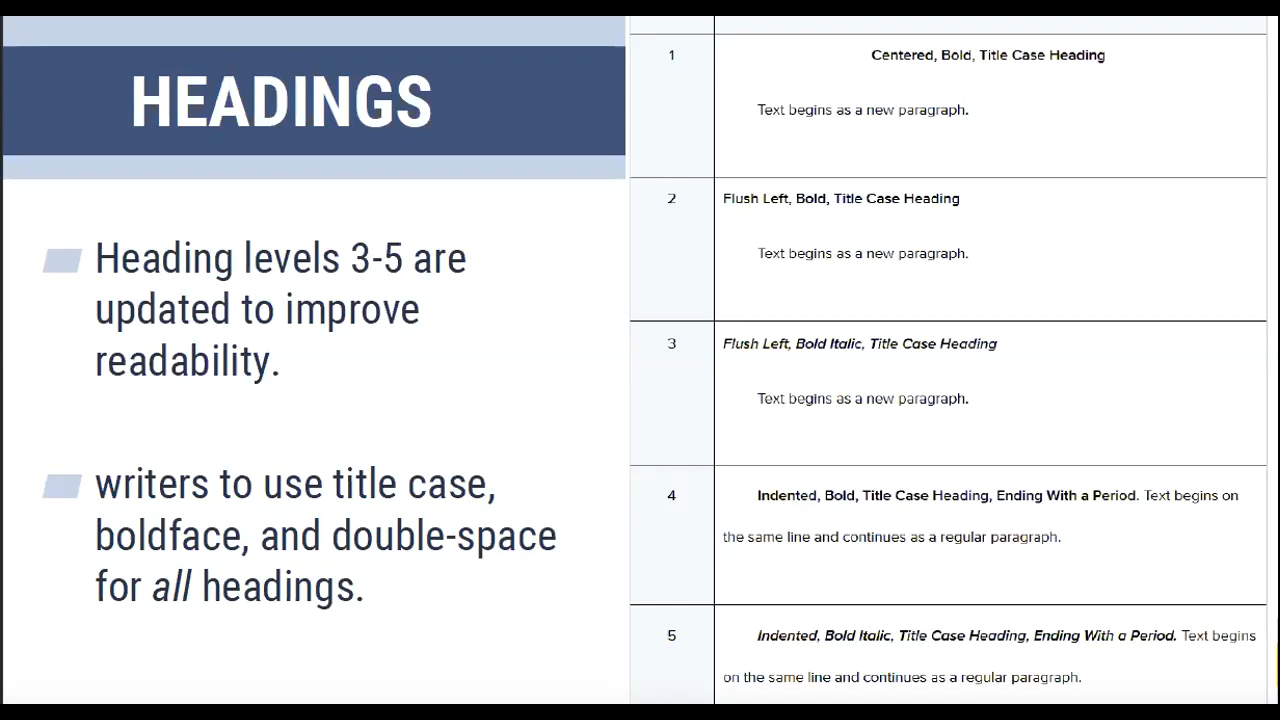 HEADINGS
Heading levels 3-5 are
updated to improve
readability.
writers to use title case,
boldface, and double-space
for all headings.
1
Centered, Bold, Title Case Heading
Text begins as a new paragraph.
2
Flush Left, Bold, Title Case Heading
Text begins as a new paragraph.
3
Flush Left, Bold Italic, Title Case Heading
Text begins as a new paragraph.
4
Indented, Bold, Title Case Heading, Ending With a Period. Text begins on
the same line and continues as a regular paragraph.
5
Indented, Bold Italic, Title Case Heading, Ending With a Period. Text begins
on the same line and continues as a regular paragraph.